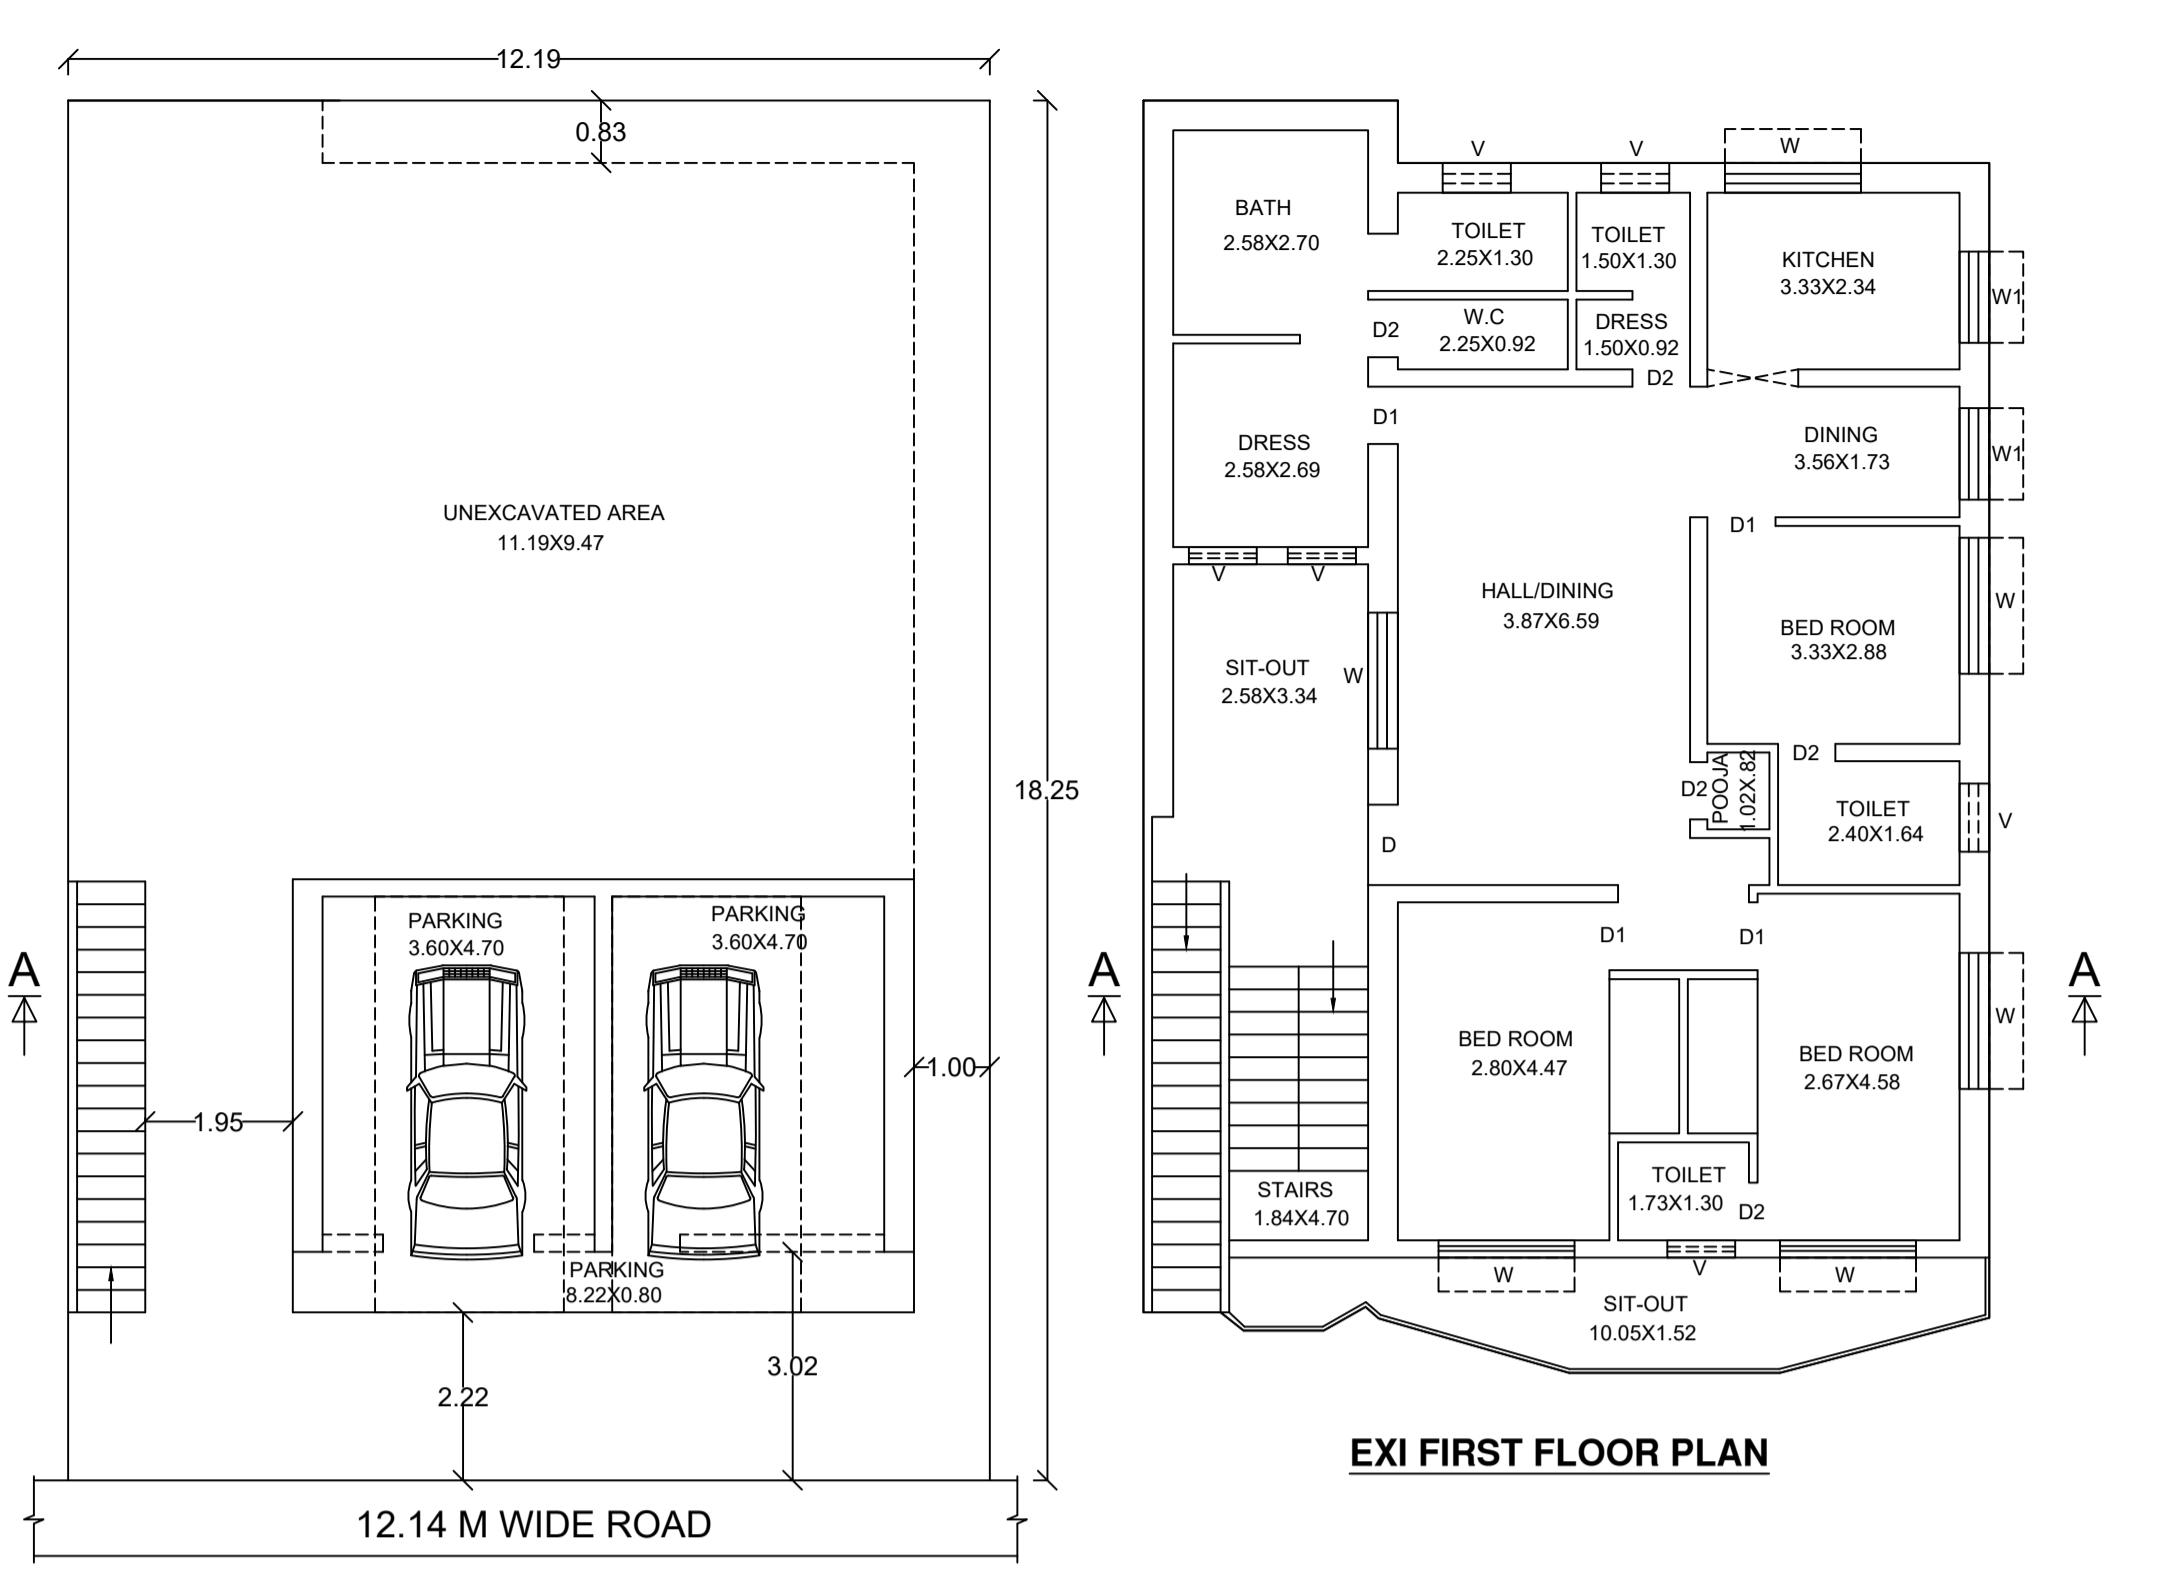 12.19
0.83
18.25
UNEXCAVATED AREA
11.19X9.47
PARKING
3.60X4.70
PARKING
3.60X4.70
A
1.95
1.00
PARKING
8.22X0.80
2.22
3.02
12.14 M WIDE ROAD
V
V
W
BATH
2.58X2.70
TOILET
2.25X1.30
TOILET
1.50X1.30
KITCHEN
3.33X2.34
W1
D2
W.C
2.25X0.92
DRESS
1.50X0.92
D2
D1
DRESS
2.58X2.69
DINING
3.56X1.73
W1
D1
V
V
HALL/DINING
3.87X6.59
W
BED ROOM
3.33X2.88
SIT-OUT
2.58X3.34
W
D2
D2
POOJA
1.02X.82
TOILET
2.40X1.64
V
D
D1
D1
A
A
W
BED ROOM
2.80X4.47
BED ROOM
2.67X4.58
STAIRS
1.84X4.70
TOILET
1.73X1.30
D2
W
V
W
SIT-OUT
10.05X1.52
EXI FIRST FLOOR PLAN